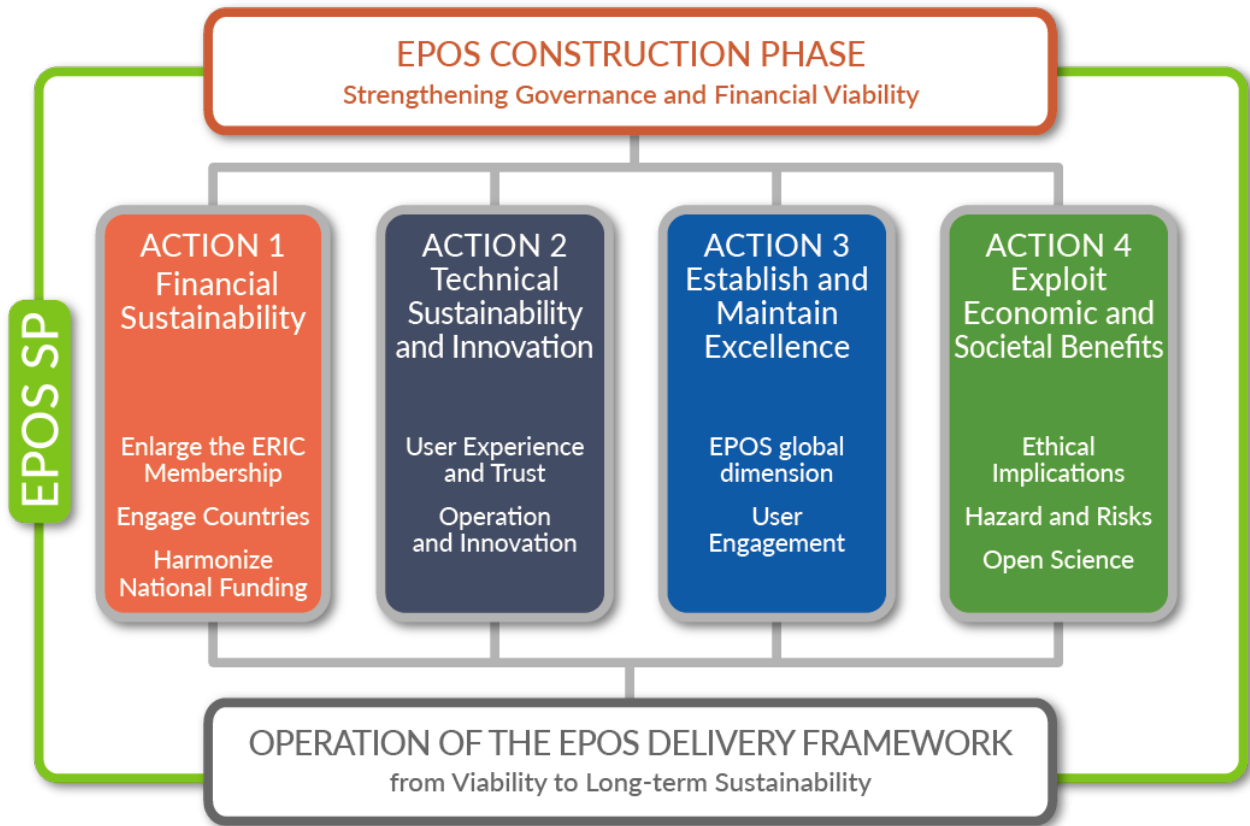 EPOS CONSTRUCTION PHASE
Strengthening Governance and Financial Viability
EPOS SP
ACTION 1
Financial
Sustainability
Enlarge the ERIC
Membership
Engage Countries
Harmonize
National Funding
ACTION 2
Technical
Sustainability
and Innovation
User Experience
and Trust
Operation
and Innovation
ACTION 3
Establish and
Maintain
Excellence
EPOS global
dimension
User
Engagement
ACTION 4
Exploit
Economic and
Societal Benefits
Ethical
Implications
Hazard and Risks
Open Science
OPERATION OF THE EPOS DELIVERY FRAMEWORK
from Viability to Long-term Sustainability